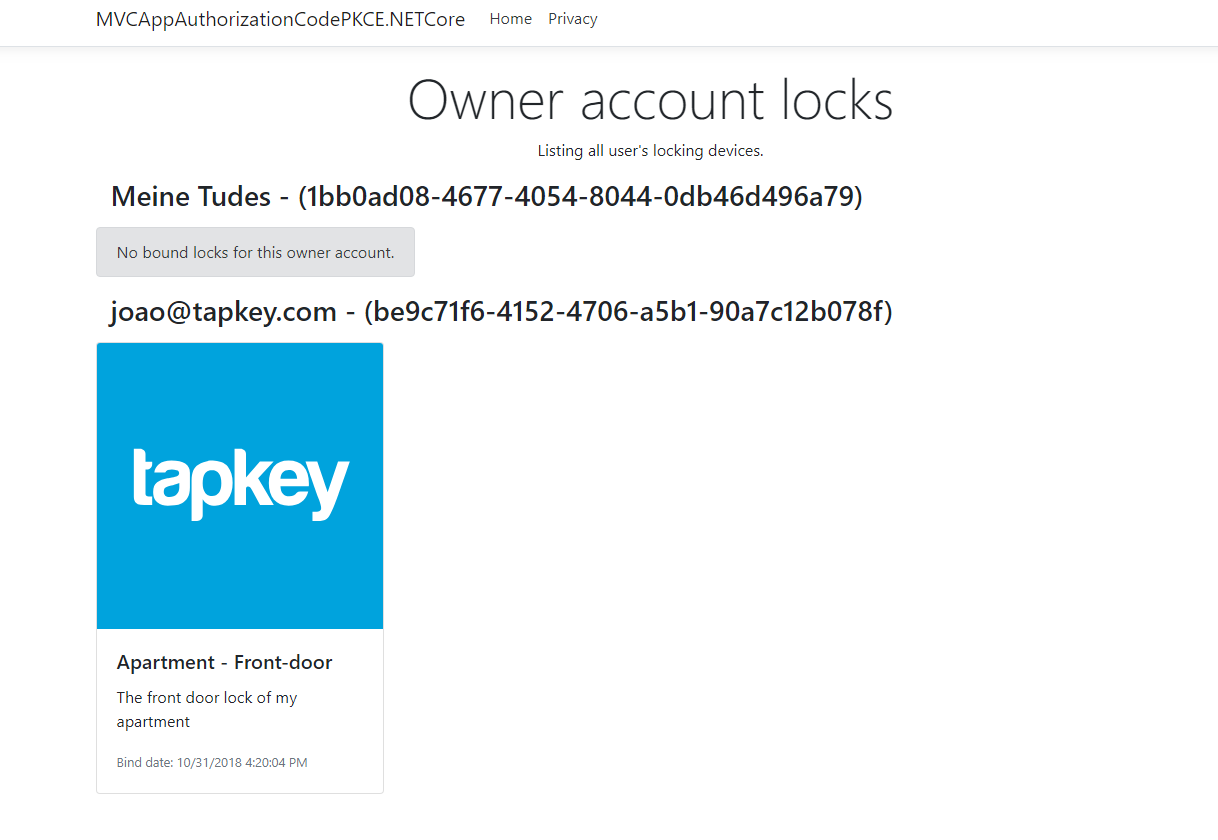 MVCAppAuthorizationCodePKCE.NETCore Home Privacy
Owner account locks
Listing all user's locking devices.
Meine Tudes - (1bb0ad08-4677-4054-8044-0db46d496a79)
No bound locks for this owner account.
joao@tapkey.com - (be9c71f6-4152-4706-a5b1-90a7c12b078f)
tapkey
Apartment - Front-door
The front door lock of my
apartment
Bind date: 10/31/2018 4:20:04 PM